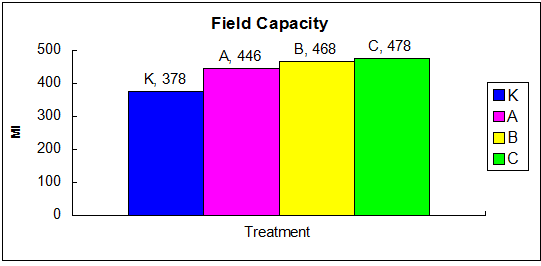 Field Capacity
C, 478
B, 468
A, 446
K, 378
500
400
300
200
100
0
Ml
Treatment
K
A
B
C